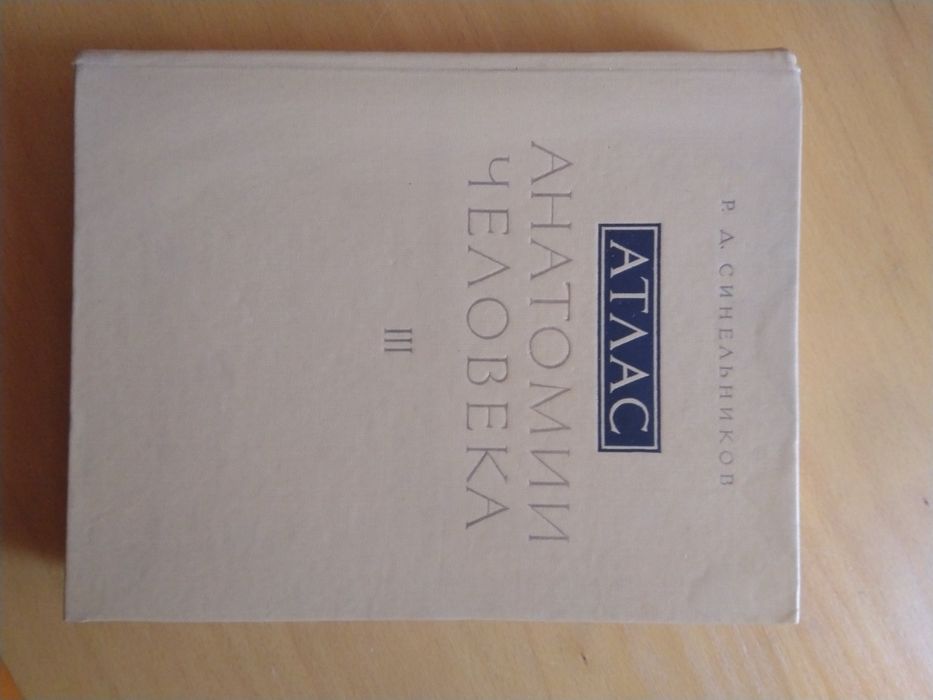 Р. Д. СИНЕЛЬНИКОВ
АТЛАС
АНАТОМИИ
ЧЕЛОВЕКА
III